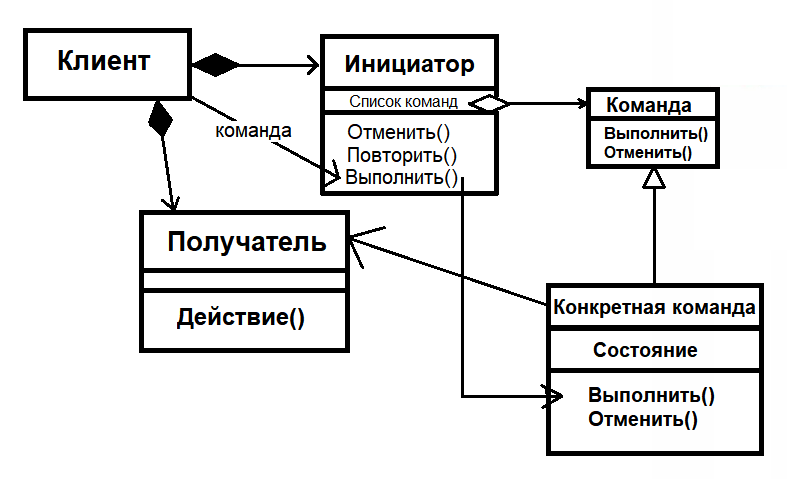 Клиент
Инициатор
Список команд
Отменить()
Повторить()
Выполнить()
команда
Команда
Выполнить()
Отменить()
Получатель
Действие()
Конкретная команда
Состояние
Выполнить()
Отменить()